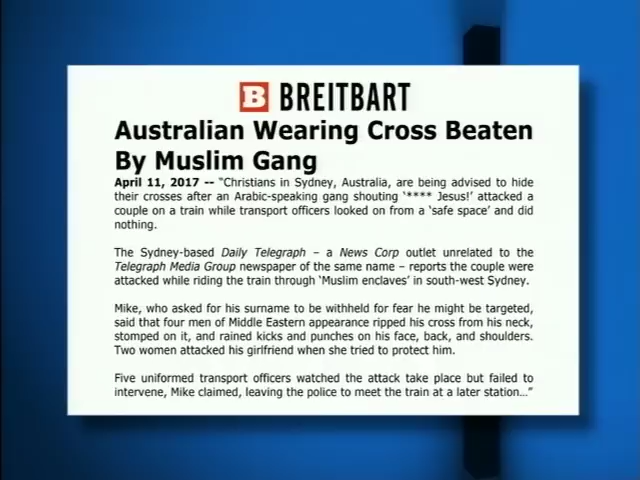 B BREITBART
Australian Wearing Cross Beaten
By Muslim Gang
April 11, 2017 -- "Christians in Sydney, Australia, are being advised to hide
their crosses after an Arabic-speaking gang shouting '**** Jesus!' attacked a
couple on a train while transport officers looked on from a 'safe space' and did
nothing.
The Sydney-based Daily Telegraph – a News Corp outlet unrelated to the
Telegraph Media Group newspaper of the same name – reports the couple were
attacked while riding the train through 'Muslim enclaves' in south-west Sydney.
Mike, who asked for his surname to be withheld for fear he might be targeted,
said that four men of Middle Eastern appearance ripped his cross from his neck,
stomped on it, and rained kicks and punches on his face, back, and shoulders.
Two women attacked his girlfriend when she tried to protect him.
Five uniformed transport officers watched the attack take place but failed to
intervene, Mike claimed, leaving the police to meet the train at a later station…"